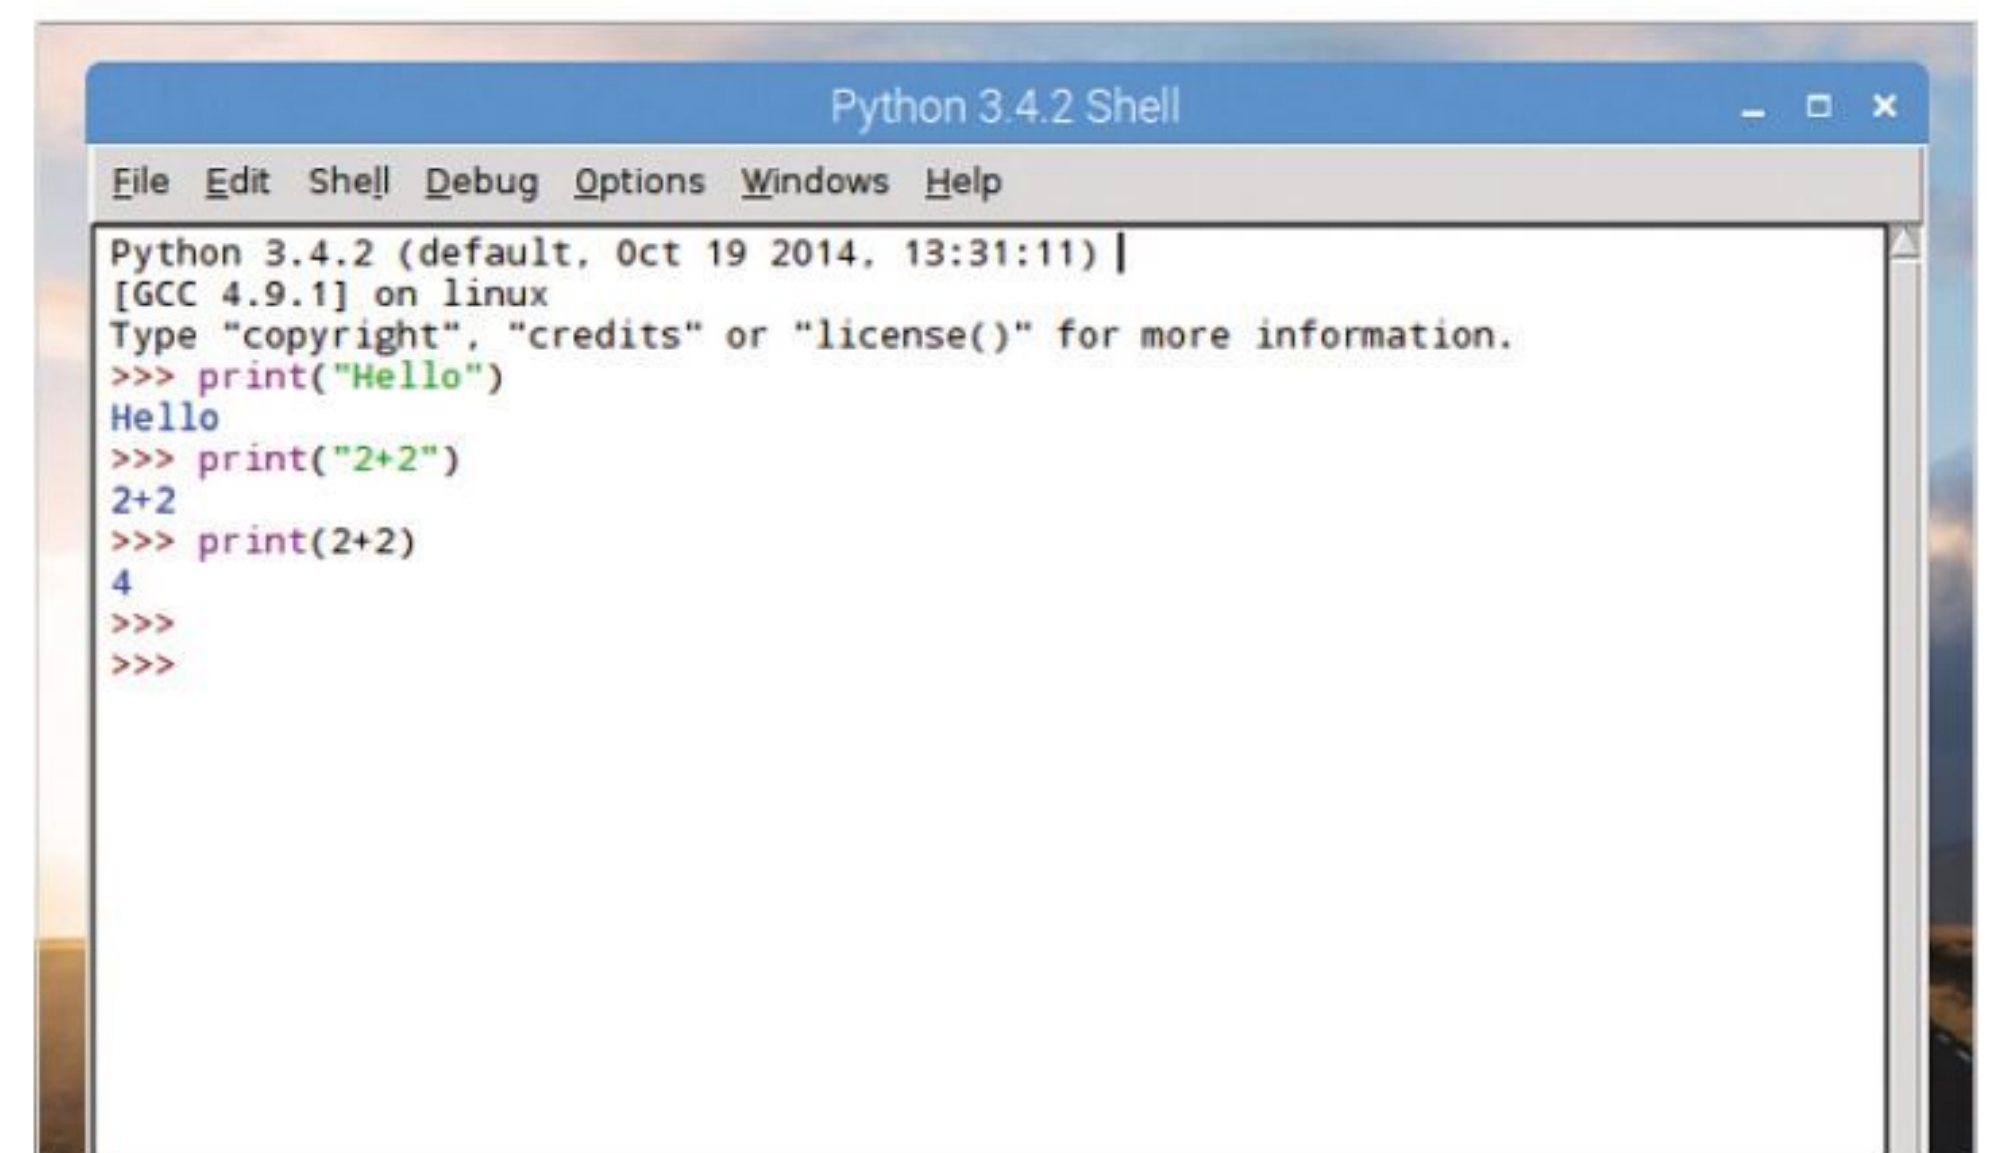 Python 3.4.2 Shell
File Edit Shell Debug Options Windows Help
Python 3.4.2 (default, Oct 19 2014, 13:31:11)
[GCC 4.9.1] on linux
Type "copyright", "credits" or "license()" for more information.
>>> print("Hello")
Hello
>>> print("2+2")
2+2
>>> print(2+2)
4
>>>
>>>